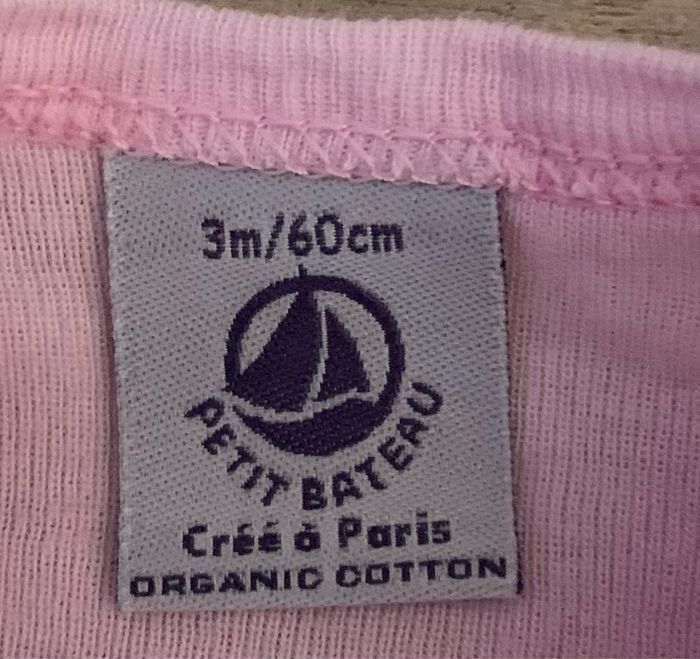 3m/60cm
PETIT BATEAU
Créé à Paris
ORGANIC COTTON